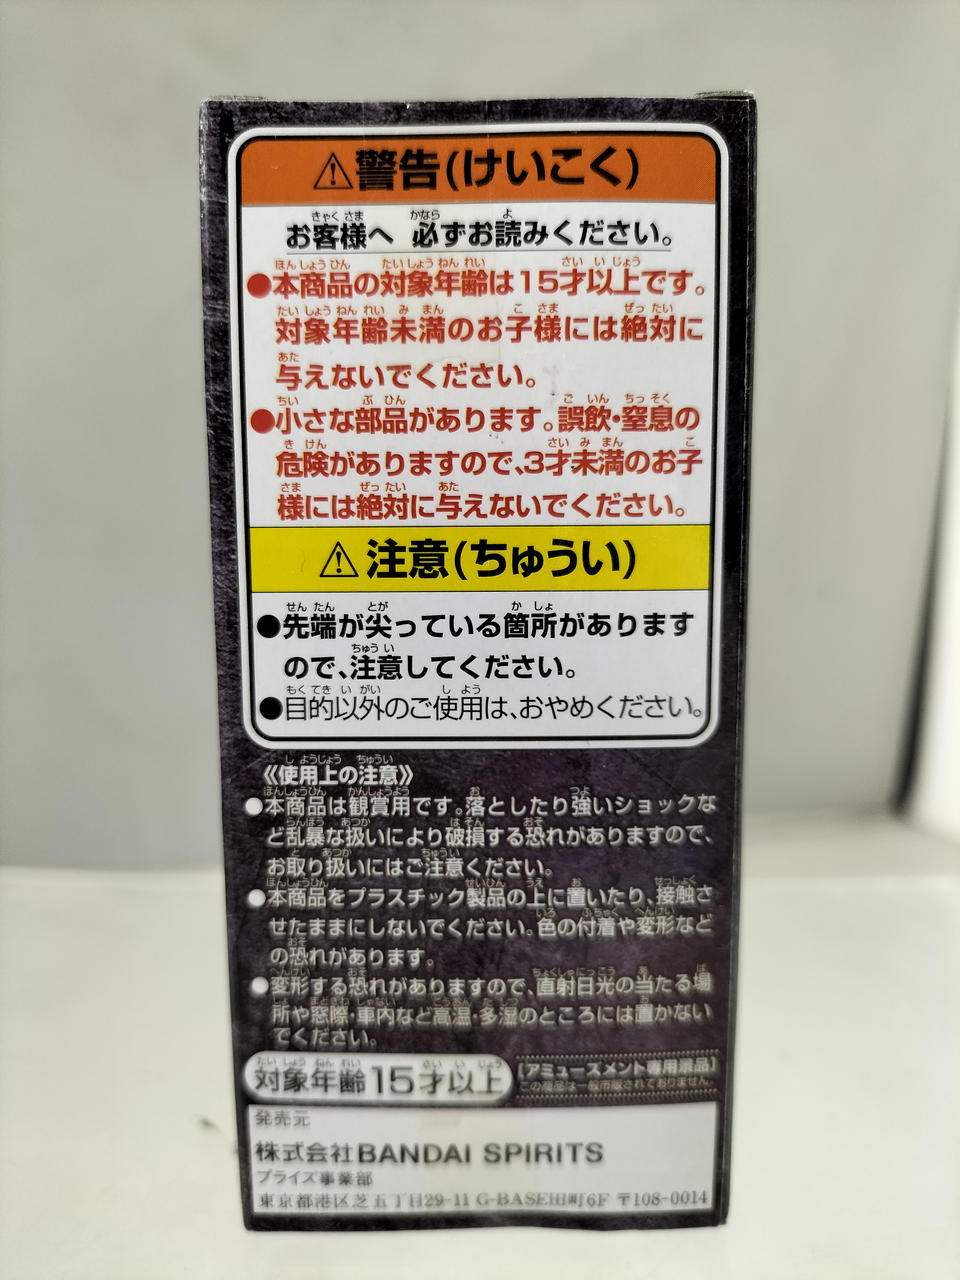 ⚠警告(けいこく)
お客様へ 必ずお読みください。
●本商品の対象年齢は15才以上です。
対象年齢未満のお子様には絶対に
与えないでください。
●小さな部品があります。誤飲・窒息の
危険がありますので、3才未満のお子
様には絶対に与えないでください。
⚠注意(ちゅうい)
●先端が尖っている箇所があります
ので、注意してください。
●目的以外のご使用は、おやめください。
《使用上の注意》
●本商品は観賞用です。落としたり強いショックな
ど乱暴な扱いにより破損する恐れがありますので、
お取り扱いにはご注意ください。
●本商品をプラスチック製品の上に置いたり、接触さ
せたままにしないでください。色の付着や変形など
の恐れがあります。
●変形する恐れがありますので、直射日光の当たる場
所や窓際・車内など高温・多湿のところには置かない
でください。
対象年齢15才以上
[アミューズメント専用景品]
この商品は一般市販されておりません。
発売元
株式会社BANDAI SPIRITS
プライズ事業部
東京都港区芝五丁目29-11 G-BASE田町6F 〒108-0014